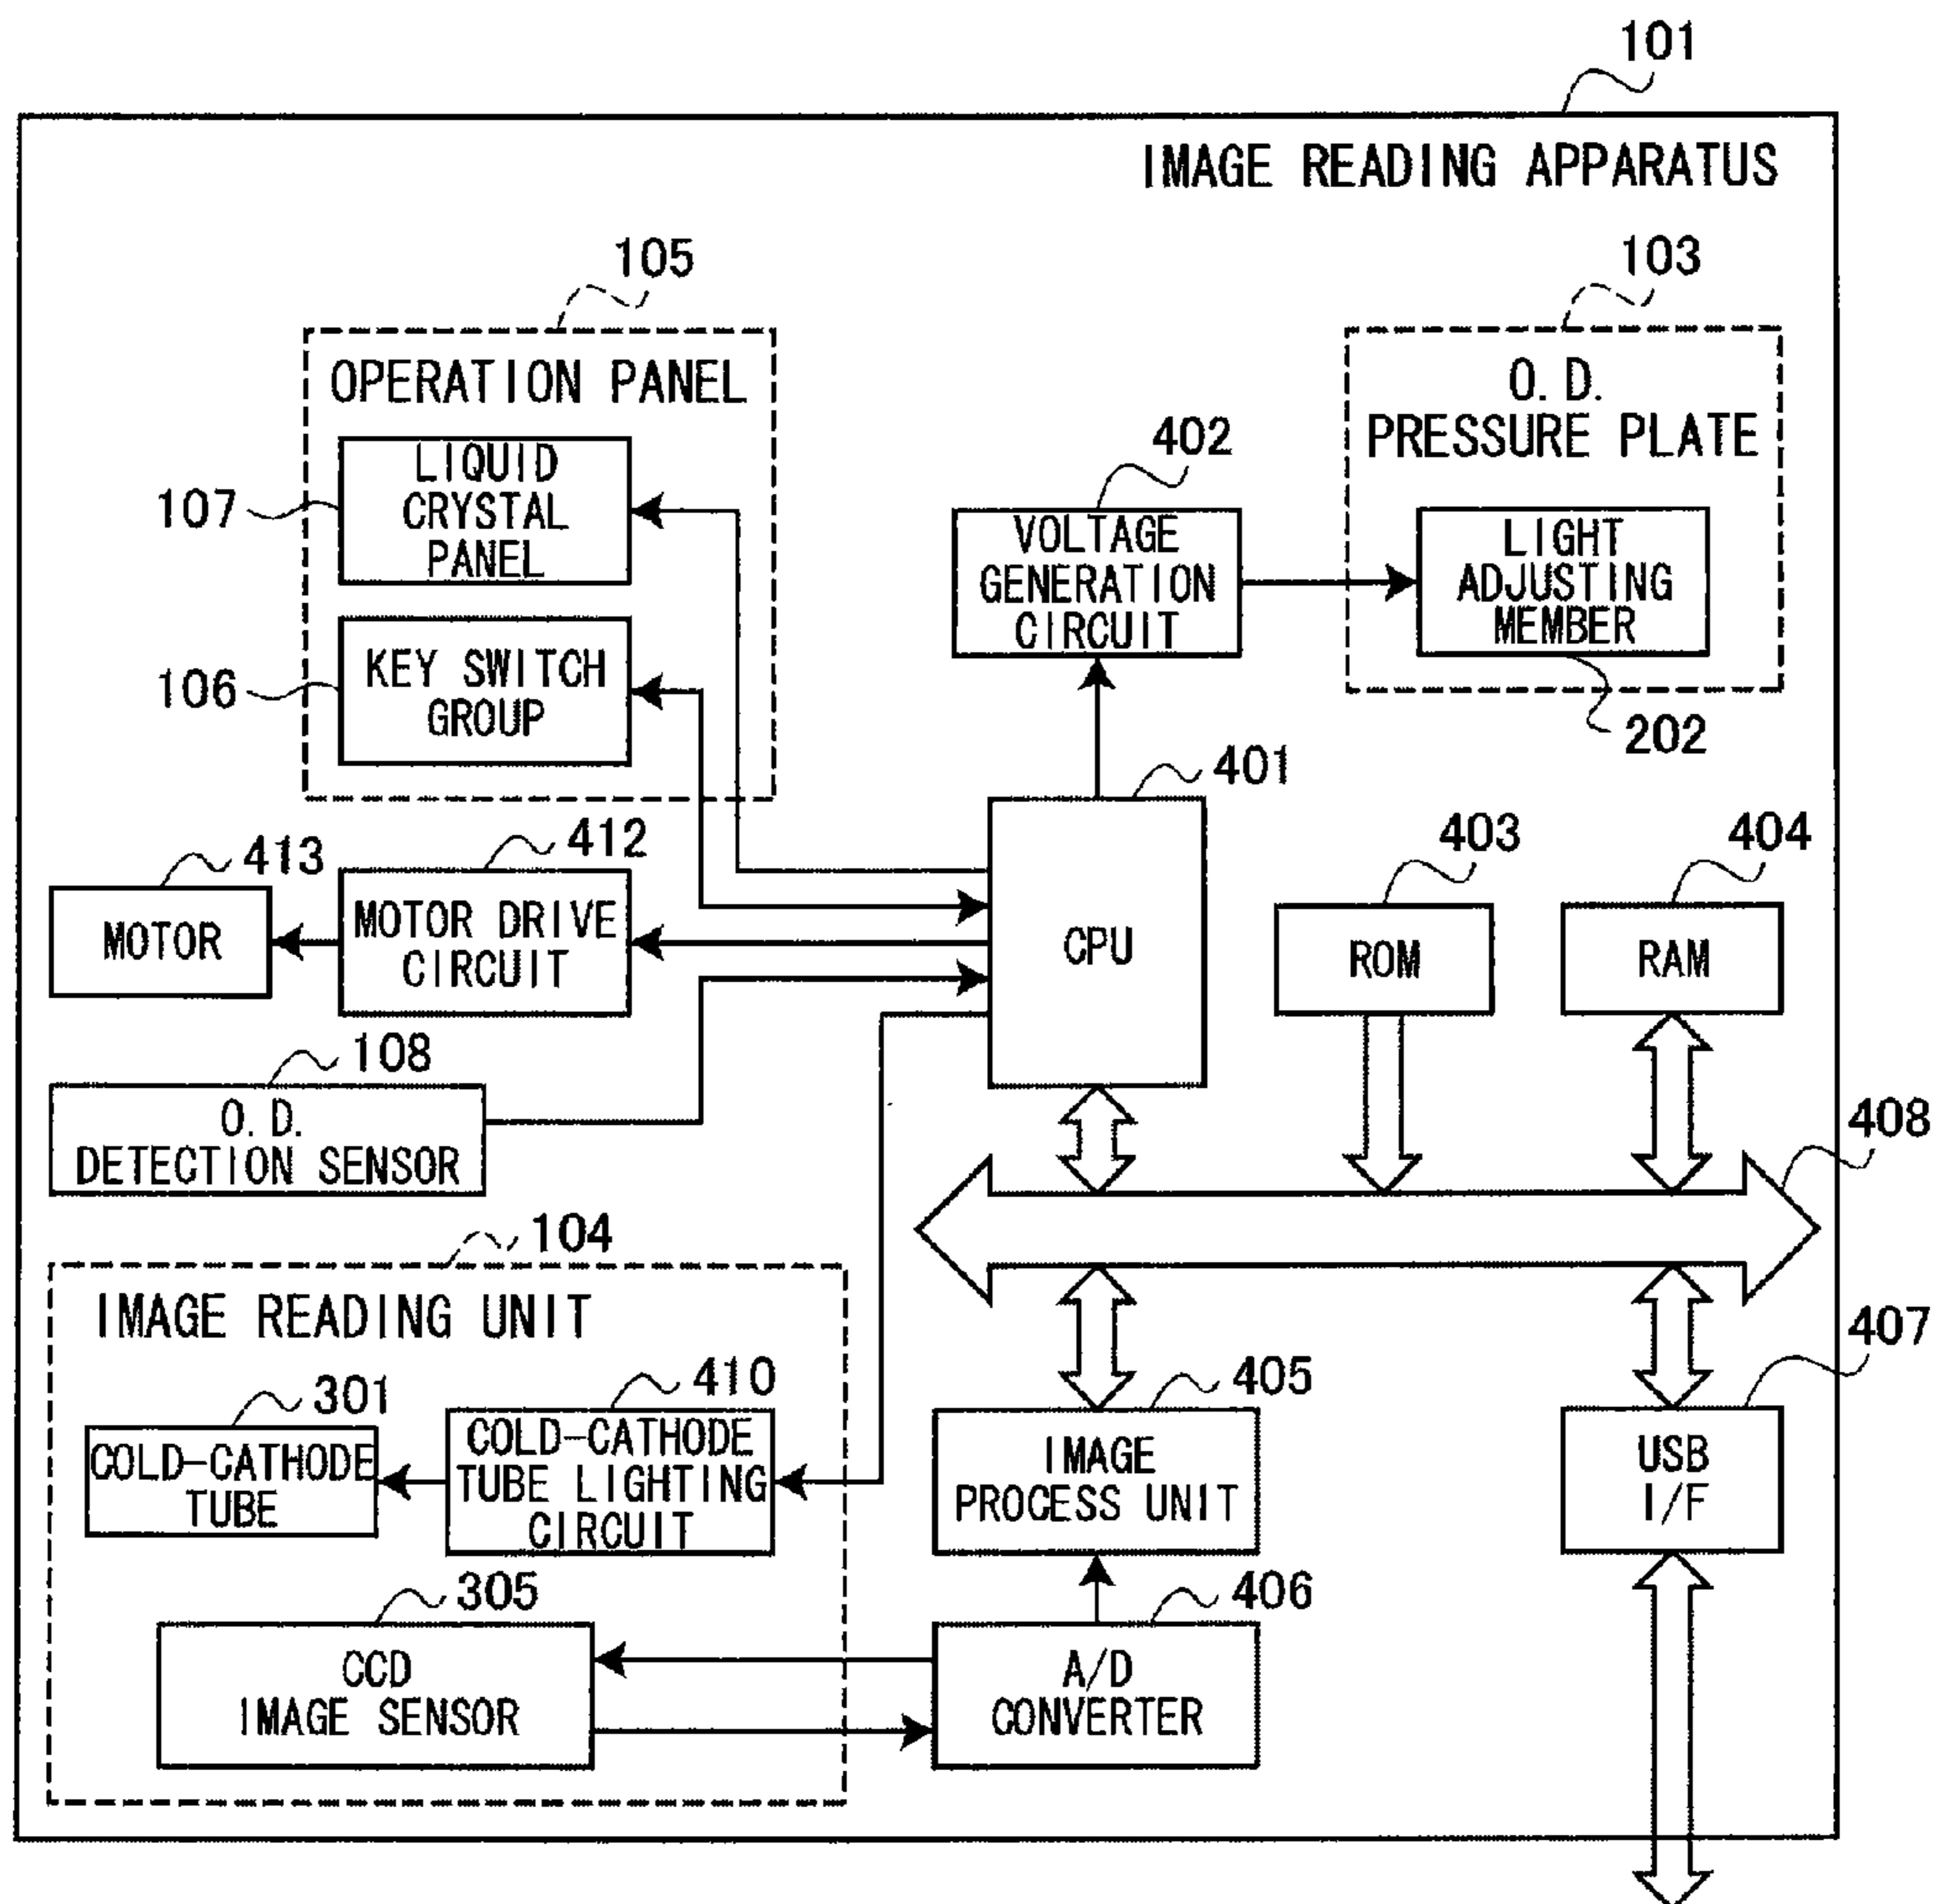 101
IMAGE READING APPARATUS
105
OPERATION PANEL
107
LIQUID
CRYSTAL
PANEL
106
KEY SWITCH
GROUP
103
O. D.
PRESSURE PLATE
402
VOLTAGE
GENERATION
CIRCUIT
LIGHT
ADJUSTING
MEMBER
202
401
CPU
413
MOTOR
412
MOTOR DRIVE
CIRCUIT
403
ROM
404
RAM
108
O. D.
DETECTION SENSOR
408
104
IMAGE READING UNIT
301
COLD-CATHODE
TUBE
410
COLD-CATHODE
TUBE LIGHTING
CIRCUIT
405
IMAGE
PROCESS UNIT
407
USB
I/F
305
CCD
IMAGE SENSOR
406
A/D
CONVERTER